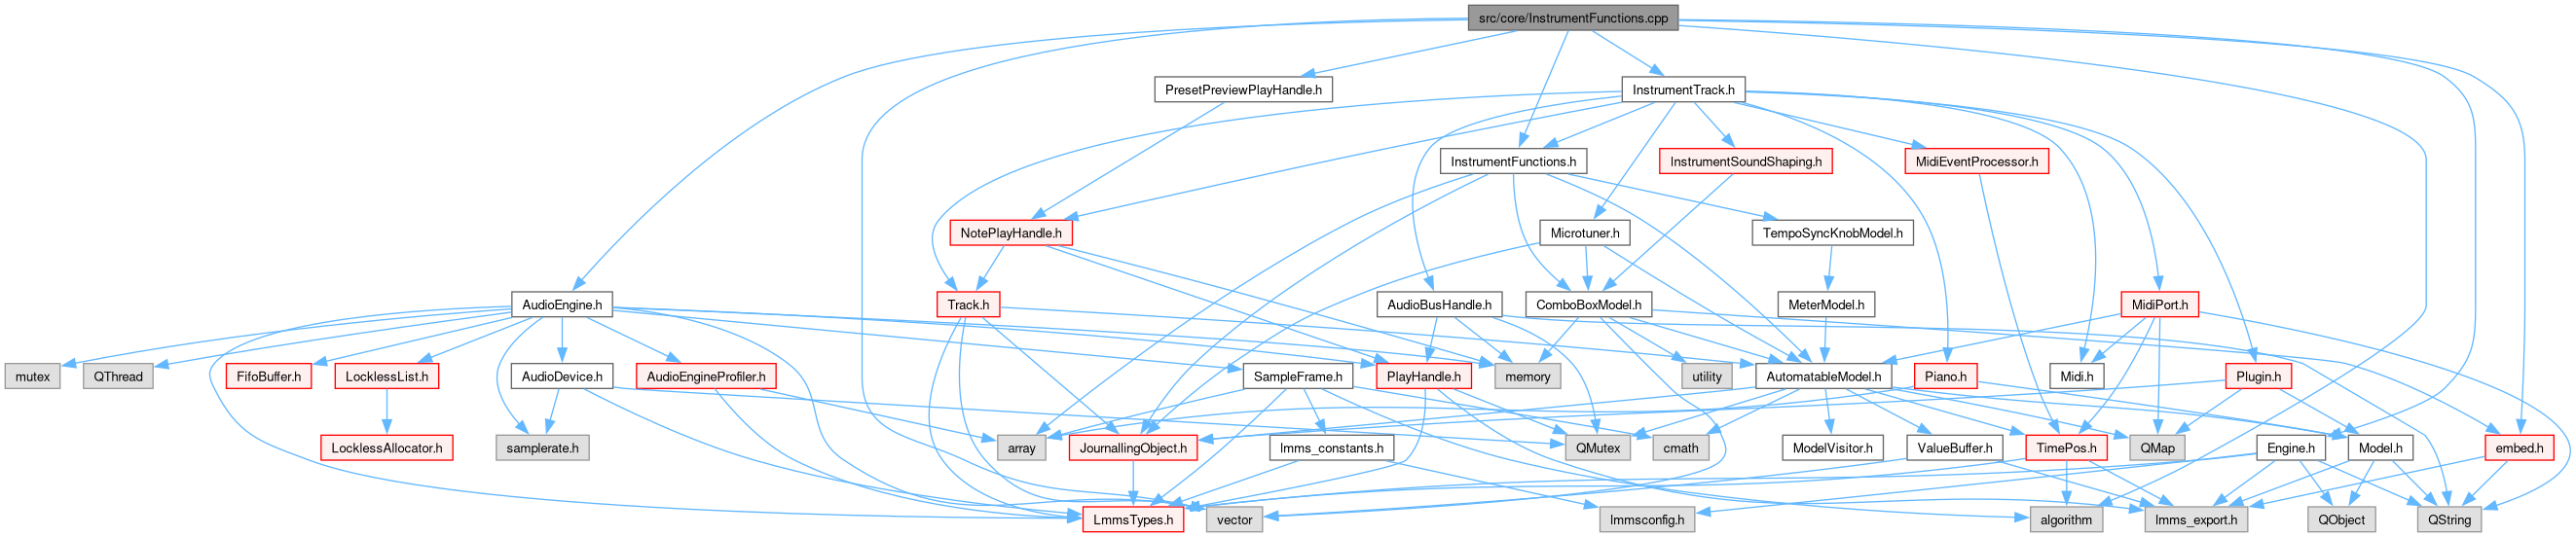 src/core/InstrumentFunctions.cpp
PresetPreviewPlayHandle.h
InstrumentTrack.h
InstrumentFunctions.h
InstrumentSoundShaping.h
MidiEventProcessor.h
NotePlayHandle.h
Microtuner.h
TempoSyncKnobModel.h
AudioEngine.h
Track.h
AudioBusHandle.h
ComboBoxModel.h
MeterModel.h
MidiPort.h
mutex
QThread
FifoBuffer.h
LocklessList.h
AudioDevice.h
AudioEngineProfiler.h
SampleFrame.h
PlayHandle.h
memory
utility
AutomatableModel.h
Piano.h
Midi.h
Plugin.h
LocklessAllocator.h
samplerate.h
array
JournallingObject.h
lmms_constants.h
QMutex
cmath
ModelVisitor.h
ValueBuffer.h
TimePos.h
QMap
Engine.h
Model.h
embed.h
LmmsTypes.h
vector
lmmsconfig.h
algorithm
lmms_export.h
QObject
QString